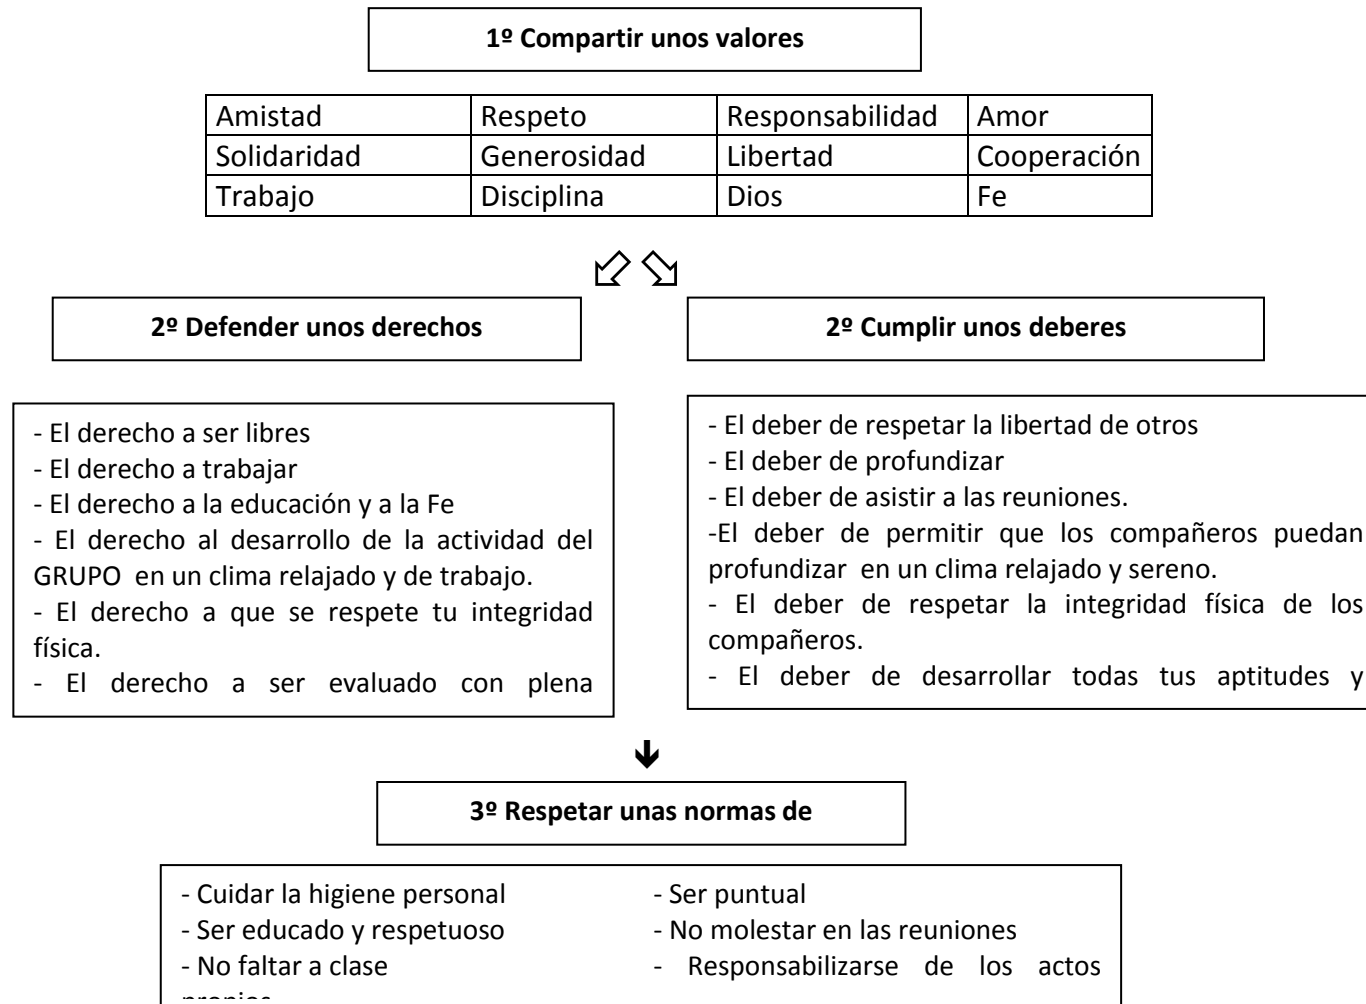 1º Compartir unos valores
Amistad Respeto Responsabilidad Amor
Solidaridad Generosidad Libertad Cooperación
Trabajo Disciplina Dios Fe
2º Defender unos derechos
- El derecho a ser libres
- El derecho a trabajar
- El derecho a la educación y a la Fe
- El derecho al desarrollo de la actividad del
GRUPO en un clima relajado y de trabajo.
- El derecho a que se respete tu integridad
física.
- El derecho a ser evaluado con plena
2º Cumplir unos deberes
- El deber de respetar la libertad de otros
- El deber de profundizar
- El deber de asistir a las reuniones.
-El deber de permitir que los compañeros puedan
profundizar en un clima relajado y sereno.
- El deber de respetar la integridad física de los
compañeros.
- El deber de desarrollar todas tus aptitudes y
3º Respetar unas normas de
- Cuidar la higiene personal - Ser puntual
- Ser educado y respetuoso - No molestar en las reuniones
- No faltar a clase - Responsabilizarse de los actos